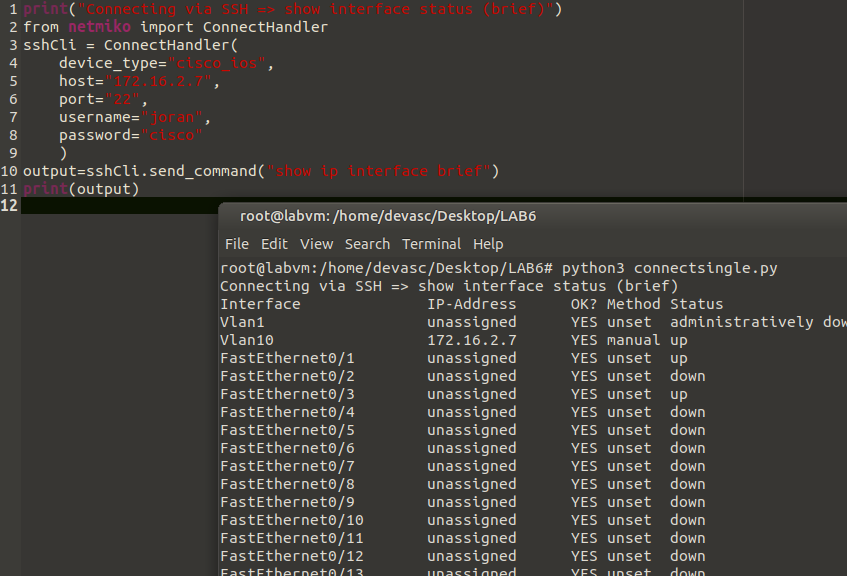 1 print("Connecting via SSH => show interface status (brief)")
2 from netmiko import ConnectHandler
3 sshCli = ConnectHandler(
4     device_type="cisco_ios",
5     host="172.16.2.7",
6     port="22",
7     username="joran",
8     password="cisco"
9     )
10 output=sshCli.send_command("show ip interface brief")
11 print(output)
12
root@labvm: /home/devasc/Desktop/LAB6
File Edit View Search Terminal Help
root@labvm:/home/devasc/Desktop/LAB6# python3 connectsingle.py
Connecting via SSH => show interface status (brief)
Interface              IP-Address      OK? Method Status
Vlan1                  unassigned      YES unset  administratively dow
Vlan10                 172.16.2.7      YES manual up
FastEthernet0/1        unassigned      YES unset  up
FastEthernet0/2        unassigned      YES unset  down
FastEthernet0/3        unassigned      YES unset  up
FastEthernet0/4        unassigned      YES unset  down
FastEthernet0/5        unassigned      YES unset  down
FastEthernet0/6        unassigned      YES unset  down
FastEthernet0/7        unassigned      YES unset  down
FastEthernet0/8        unassigned      YES unset  down
FastEthernet0/9        unassigned      YES unset  down
FastEthernet0/10       unassigned      YES unset  down
FastEthernet0/11       unassigned      YES unset  down
FastEthernet0/12       unassigned      YES unset  down
FastEthernet0/13       unassigned      YES unset  down